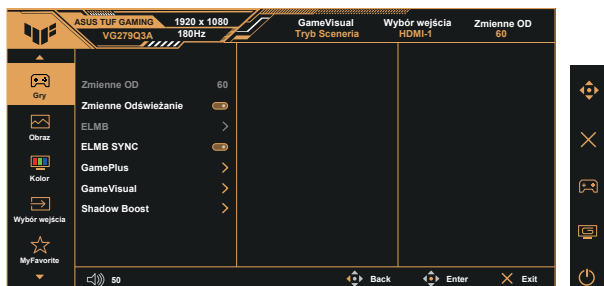 ASUS TUF GAMING 1920 x 1080 GameVisual Wybór wejścia Zmienne OD
VG279Q3A 180Hz Tryb Sceneria HDMI-1 60
Gry
Obraz
Kolor
Wybór wejścia
MyFavorite
Zmienne OD 60
Zmienne Odświeżanie
ELMB
ELMB SYNC
GamePlus
GameVisual
Shadow Boost
50 Back Enter Exit